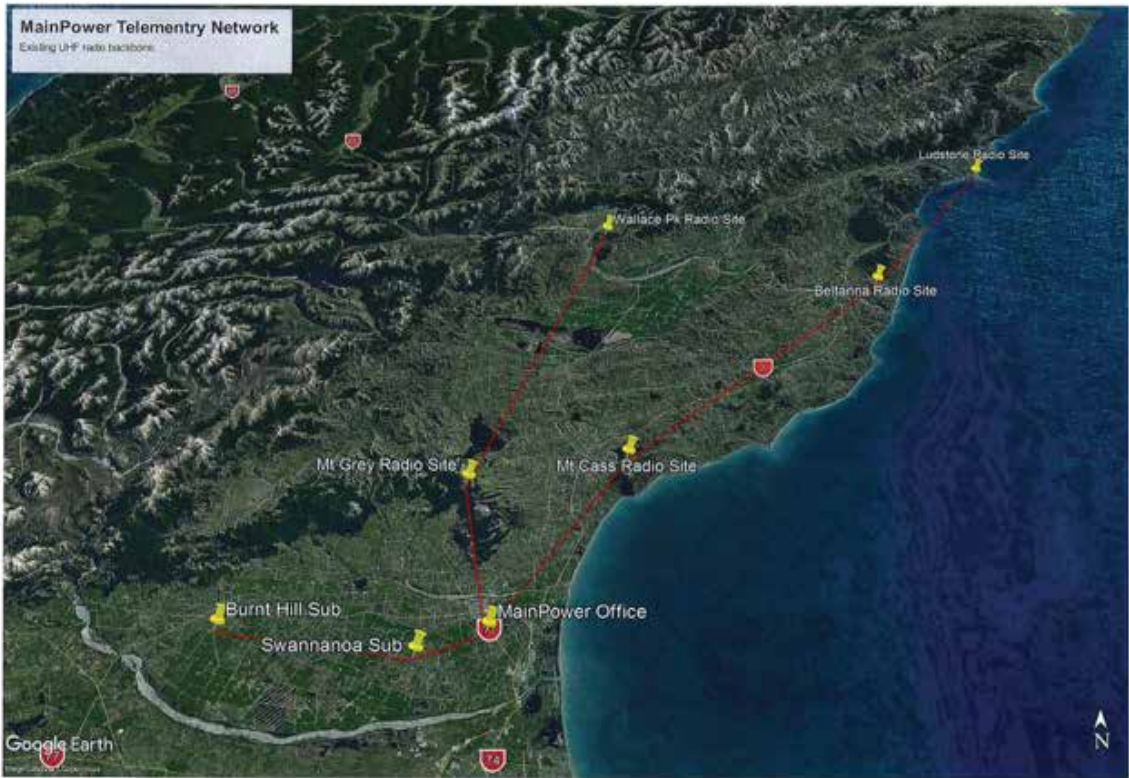 MainPower Telementry Network
Existing UHF radio backbone.
Ludstone Radio Site
Wallace Pk Radio Site
Beltanna Radio Site
Mt Grey Radio Site
Mt Cass Radio Site
Burnt Hill Sub
MainPower Office
Swannanoa Sub
Google Earth
74
N